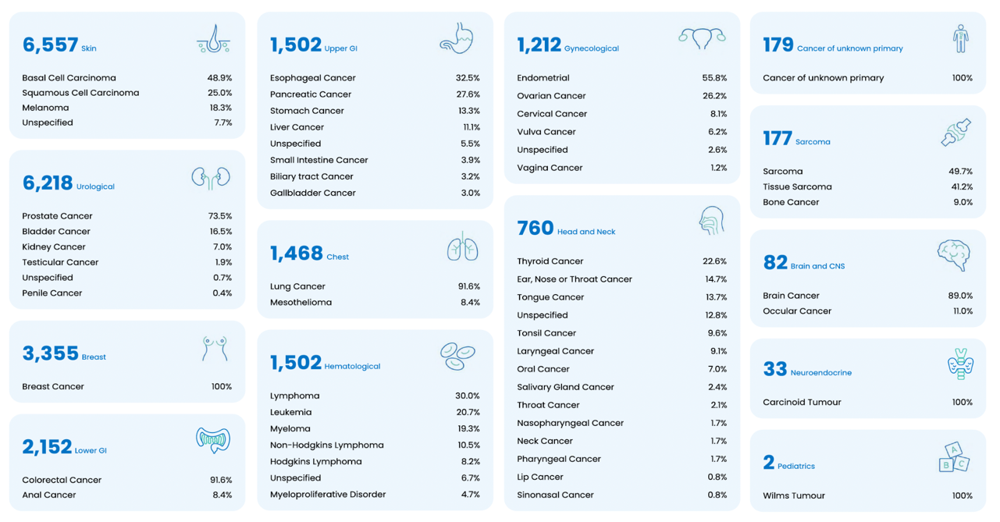 6,557 Skin
Basal Cell Carcinoma 48.9%
Squamous Cell Carcinoma 25.0%
Melanoma 18.3%
Unspecified 7.7%
6,218 Urological
Prostate Cancer 73.5%
Bladder Cancer 16.5%
Kidney Cancer 7.0%
Testicular Cancer 1.9%
Unspecified 0.7%
Penile Cancer 0.4%
3,355 Breast
Breast Cancer 100%
2,152 Lower GI
Colorectal Cancer 91.6%
Anal Cancer 8.4%
1,502 Upper GI
Esophageal Cancer 32.5%
Pancreatic Cancer 27.6%
Stomach Cancer 13.3%
Liver Cancer 11.1%
Unspecified 5.5%
Small Intestine Cancer 3.9%
Biliary tract Cancer 3.2%
Gallbladder Cancer 3.0%
1,468 Chest
Lung Cancer 91.6%
Mesothelioma 8.4%
1,502 Hematological
Lymphoma 30.0%
Leukemia 20.7%
Myeloma 19.3%
Non-Hodgkins Lymphoma 10.5%
Hodgkins Lymphoma 8.2%
Unspecified 6.7%
Myeloproliferative Disorder 4.7%
1,212 Gynecological
Endometrial 55.8%
Ovarian Cancer 26.2%
Cervical Cancer 8.1%
Vulva Cancer 6.2%
Unspecified 2.6%
Vagina Cancer 1.2%
760 Head and Neck
Thyroid Cancer 22.6%
Ear, Nose or Throat Cancer 14.7%
Tongue Cancer 13.7%
Unspecified 12.8%
Tonsil Cancer 9.6%
Laryngeal Cancer 9.1%
Oral Cancer 7.0%
Salivary Gland Cancer 2.4%
Throat Cancer 2.1%
Nasopharyngeal Cancer 1.7%
Neck Cancer 1.7%
Pharyngeal Cancer 1.7%
Lip Cancer 0.8%
Sinonasal Cancer 0.8%
179 Cancer of unknown primary
Cancer of unknown primary 100%
177 Sarcoma
Sarcoma 49.7%
Tissue Sarcoma 41.2%
Bone Cancer 9.0%
82 Brain and CNS
Brain Cancer 89.0%
Occular Cancer 11.0%
33 Neuroendocrine
Carcinoid Tumour 100%
2 Pediatrics
A
B C
Wilms Tumour 100%